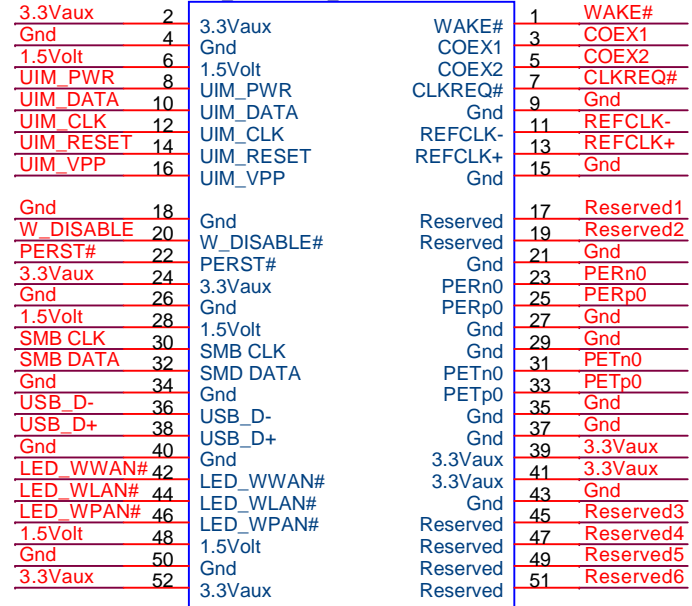 3.3Vaux 2 3.3Vaux WAKE# 1 WAKE#
Gnd 4 Gnd COEX1 3 COEX1
1.5Volt 6 1.5Volt COEX2 5 COEX2
UIM_PWR 8 UIM_PWR CLKREQ# 7 CLKREQ#
UIM_DATA 10 UIM_DATA Gnd 9 Gnd
UIM_CLK 12 UIM_CLK REFCLK- 11 REFCLK-
UIM_RESET 14 UIM_RESET REFCLK+ 13 REFCLK+
UIM_VPP 16 UIM_VPP Gnd 15 Gnd
Gnd 18 Gnd Reserved 17 Reserved1
W_DISABLE 20 W_DISABLE# Reserved 19 Reserved2
PERST# 22 PERST# Gnd 21 Gnd
3.3Vaux 24 3.3Vaux PERn0 23 PERn0
Gnd 26 Gnd PERp0 25 PERp0
1.5Volt 28 1.5Volt Gnd 27 Gnd
SMB CLK 30 SMB CLK Gnd 29 Gnd
SMB DATA 32 SMD DATA PETn0 31 PETn0
Gnd 34 Gnd PETp0 33 PETp0
USB_D- 36 USB_D- Gnd 35 Gnd
USB_D+ 38 USB_D+ Gnd 37 Gnd
Gnd 40 Gnd 3.3Vaux 39 3.3Vaux
LED_WWAN# 42 LED_WWAN# 3.3Vaux 41 3.3Vaux
LED_WLAN# 44 LED_WLAN# Gnd 43 Gnd
LED_WPAN# 46 LED_WPAN# Reserved 45 Reserved3
1.5Volt 48 1.5Volt Reserved 47 Reserved4
Gnd 50 Gnd Reserved 49 Reserved5
3.3Vaux 52 3.3Vaux Reserved 51 Reserved6